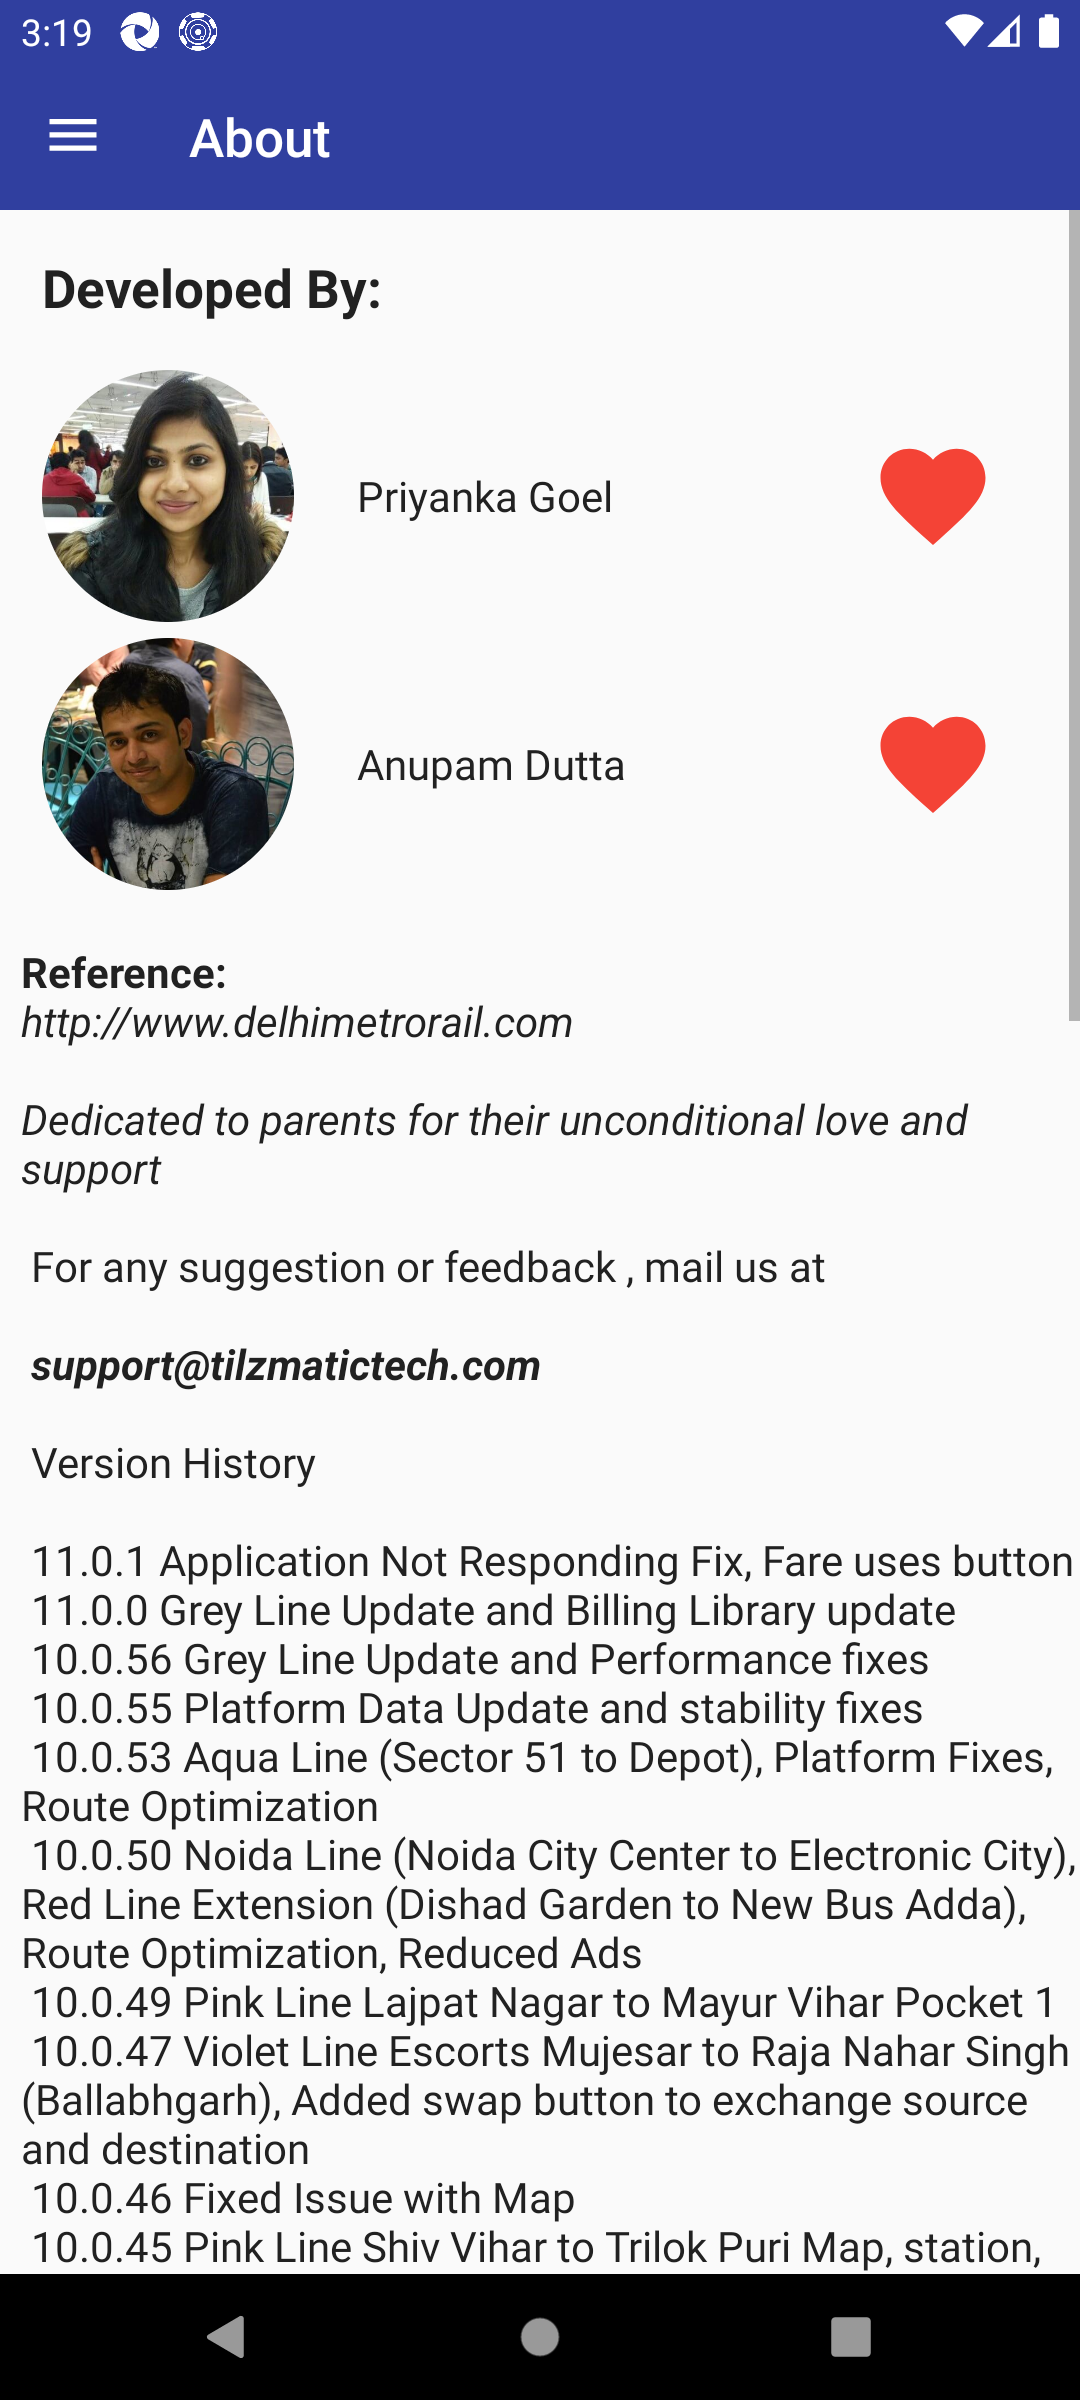 3:19
About
Developed By:
Priyanka Goel
Anupam Dutta
Reference:
http://www.delhimetrorail.com
Dedicated to parents for their unconditional love and
support
For any suggestion or feedback , mail us at
support@tilzmatictech.com
Version History
11.0.1 Application Not Responding Fix, Fare uses button
11.0.0 Grey Line Update and Billing Library update
10.0.56 Grey Line Update and Performance fixes
10.0.55 Platform Data Update and stability fixes
10.0.53 Aqua Line (Sector 51 to Depot), Platform Fixes,
Route Optimization
10.0.50 Noida Line (Noida City Center to Electronic City),
Red Line Extension (Dishad Garden to New Bus Adda),
Route Optimization, Reduced Ads
10.0.49 Pink Line Lajpat Nagar to Mayur Vihar Pocket 1
10.0.47 Violet Line Escorts Mujesar to Raja Nahar Singh
(Ballabhgarh), Added swap button to exchange source
and destination
10.0.46 Fixed Issue with Map
10.0.45 Pink Line Shiv Vihar to Trilok Puri Map, station,